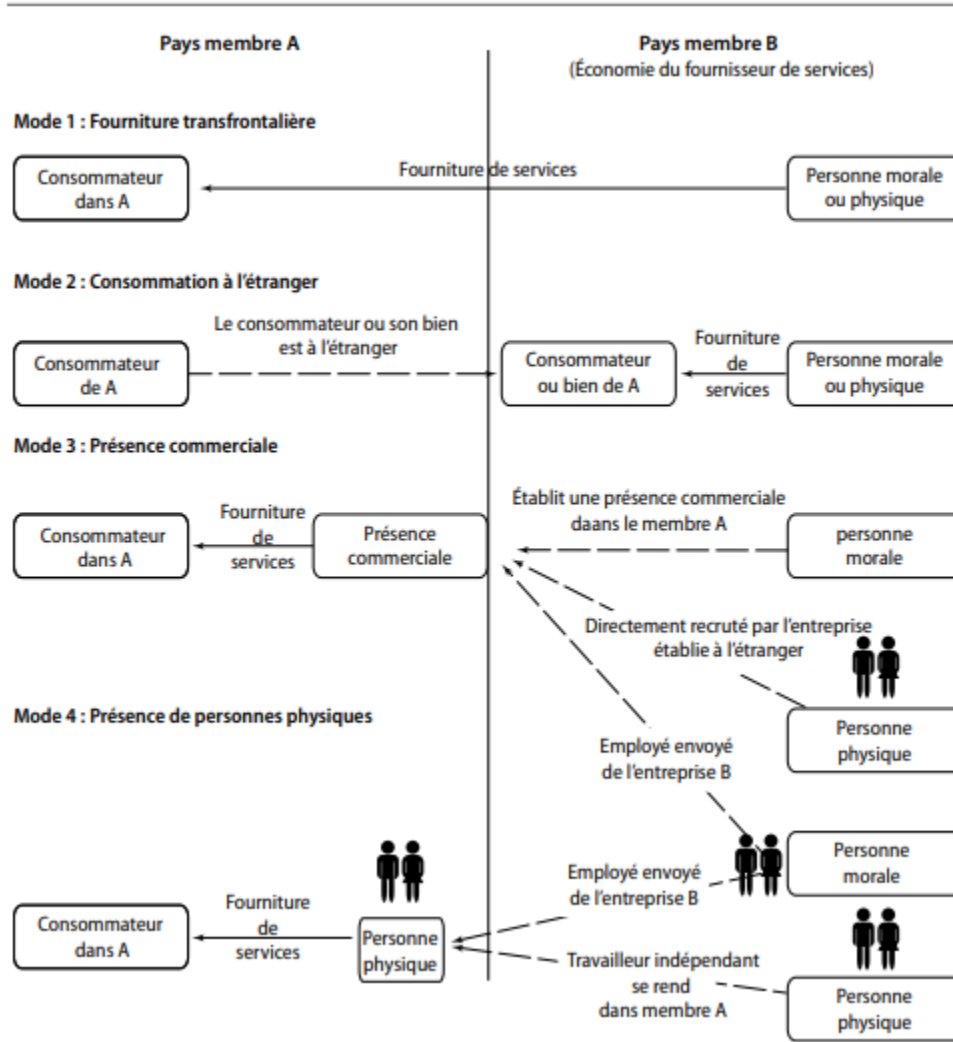 Pays membre A
Pays membre B
(Économie du fournisseur de services)
Mode 1 : Fourniture transfrontalière
Consommateur
dans A
Fourniture de services
Personne morale
ou physique
Mode 2 : Consommation à l'étranger
Consommateur
de A
Le consommateur ou son bien
est à l'étranger
Consommateur
ou bien de A
Fourniture
de
services
Personne morale
ou physique
Mode 3 : Présence commerciale
Consommateur
dans A
Fourniture
de
services
Présence
commerciale
Établit une présence commerciale
daans le membre A
personne
morale
Directement recruté par l'entreprise
établie à l'étranger
Personne
physique
Mode 4 : Présence de personnes physiques
Employé envoyé
de l'entreprise B
Personne
morale
Consommateur
dans A
Fourniture
de
services
Personne
physique
Employé envoyé
de l'entreprise B
Travailleur indépendant
se rend
dans membre A
Personne
physique